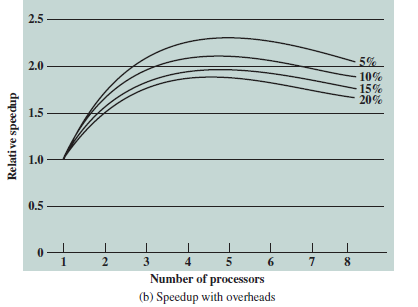 2.5
2.0
1.5
1.0
0.5
0
Relative speedup
5%
10%
15%
20%
1 2 3 4 5 6 7 8
Number of processors
(b) Speedup with overheads